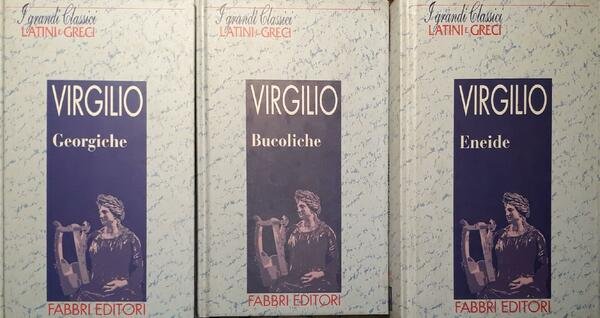 I grandi Classici
LATINI E GRECI
VIRGILIO
Georgiche
FABBRI EDITORI
I grandi Classici
LATINI E GRECI
VIRGILIO
Bucoliche
FABBRI EDITORI
I grandi Classici
LATINI E GRECI
VIRGILIO
Eneide
FABBRI EDITORI